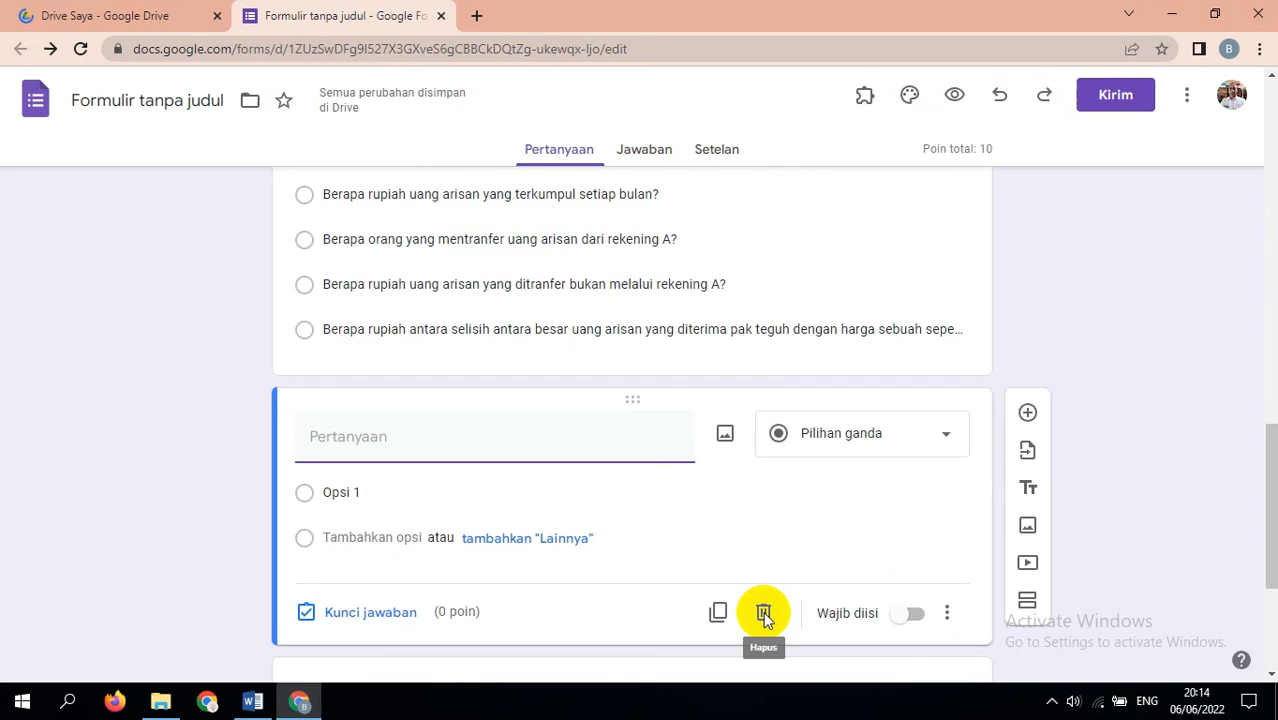 Drive Saya - Google Drive
Formulir tanpa judul - Google Fo
docs.google.com/forms/d/1ZUzSwDFg9I527X3GXveS6gCBBCkDQtZg-ukewqx-Ijo/edit
B
Formulir tanpa judul
Semua perubahan disimpan
di Drive
Kirim
Pertanyaan
Jawaban
Setelan
Poin total: 10
Berapa rupiah uang arisan yang terkumpul setiap bulan?
Berapa orang yang mentranfer uang arisan dari rekening A?
Berapa rupiah uang arisan yang ditranfer bukan melalui rekening A?
Berapa rupiah antara selisih antara besar uang arisan yang diterima pak teguh dengan harga sebuah sepe...
Pertanyaan
Pilihan ganda
Opsi 1
Tambahkan opsi atau tambahkan "Lainnya"
Kunci jawaban (0 poin)
Wajib diisi
Hapus
Activate Windows
Go to Settings to activate Windows.
ENG
20:14
06/06/2022